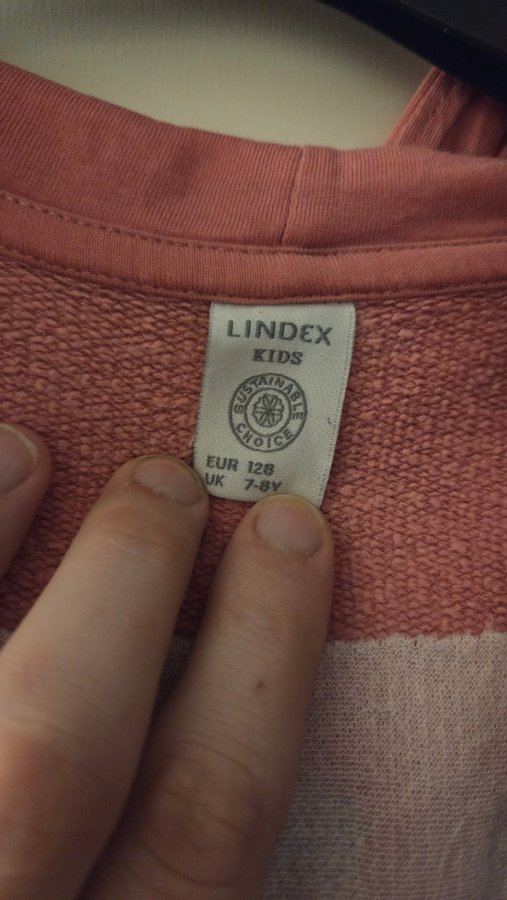 LINDEX
KIDS
SUSTAINABLE
CHOICE
EUR 128
UK 7-8Y